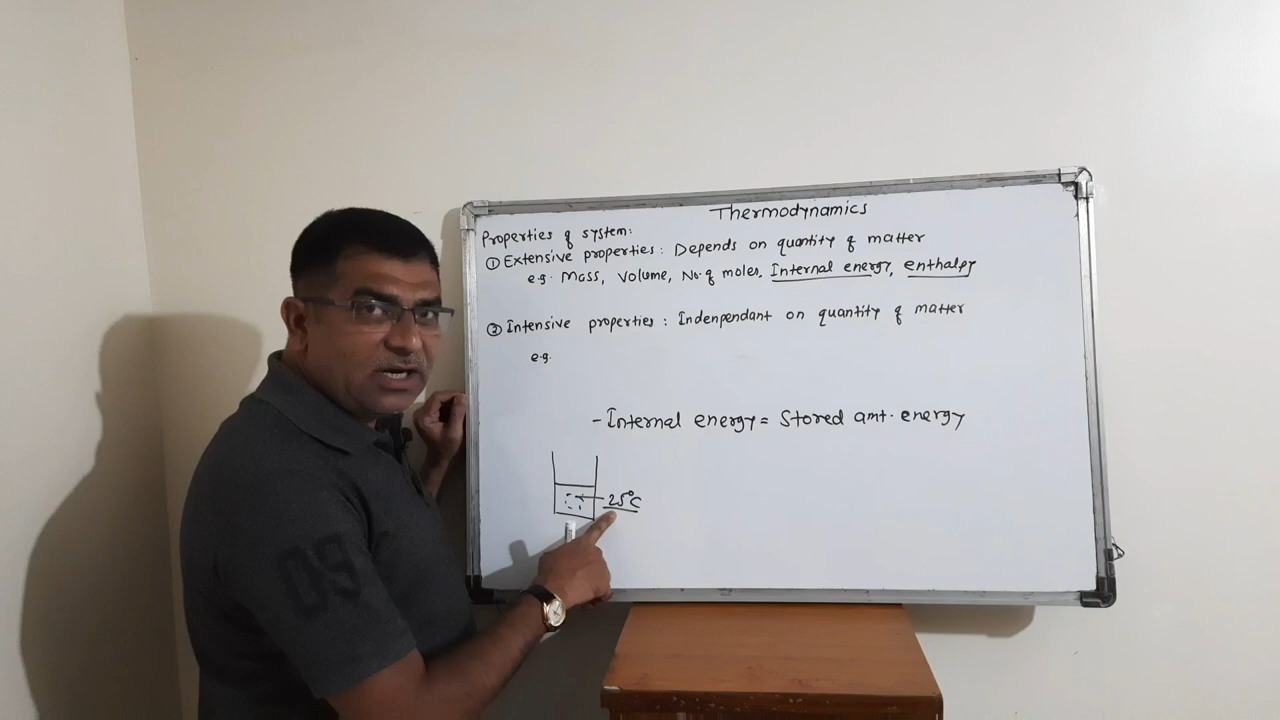 Thermodynamics
Properties of system:
① Extensive properties: Depends on quantity of matter
e.g. Mass, Volume, No. of moles, Internal energy, enthalpy
② Intensive properties: Indenpendant on quantity of matter
e.g.
- Internal energy = Stored amt. energy
25°C
09